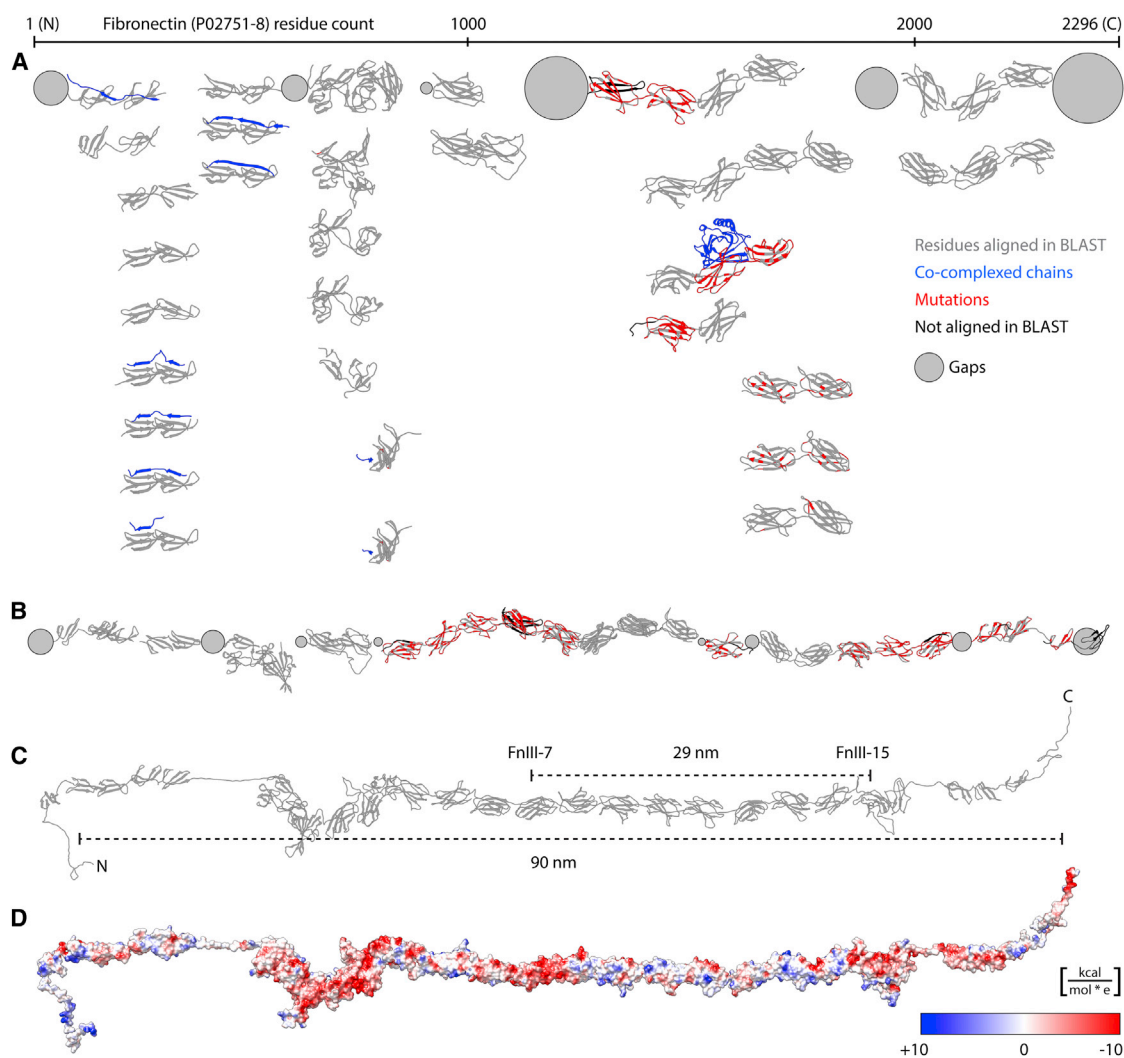 1 (N) Fibronectin (P02751-8) residue count 1000 2000 2296 (C)
A
Residues aligned in BLAST
Co-complexed chains
Mutations
Not aligned in BLAST
Gaps
B
C
C
FnIII-7 29 nm FnIII-15
N
90 nm
D
kcal
mol * e
+10 0 -10